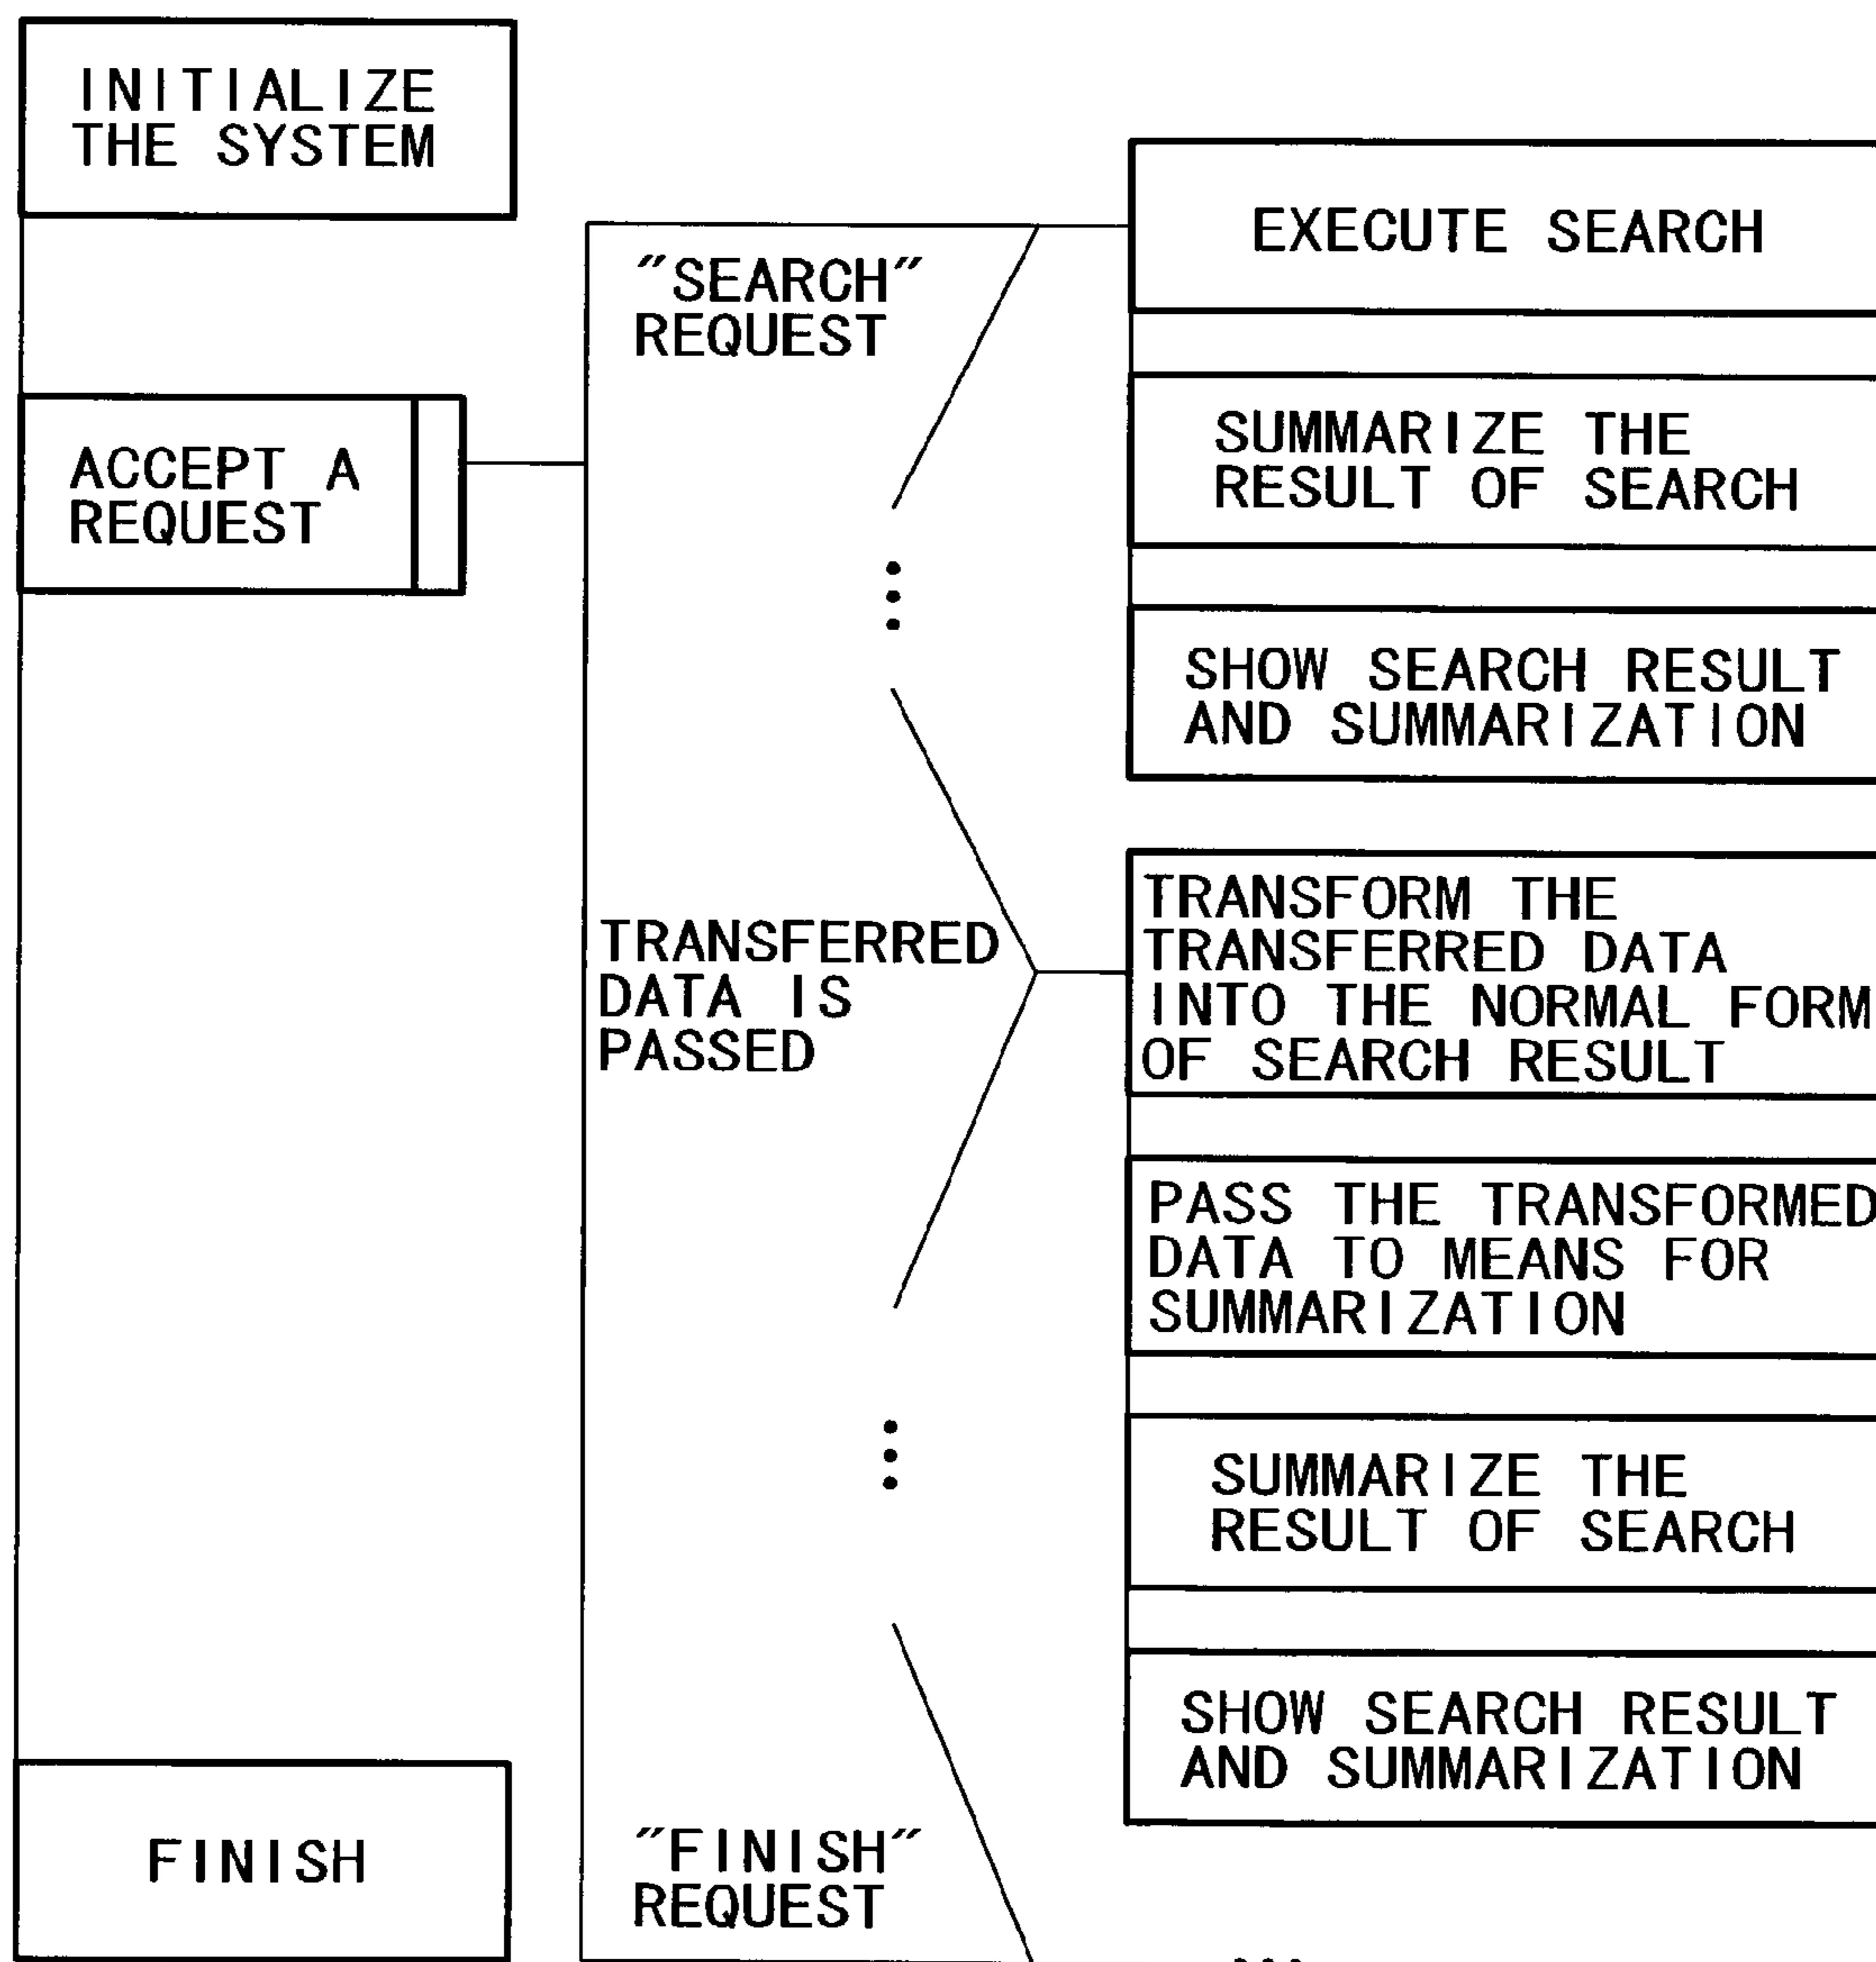 INITIALIZE
THE SYSTEM
ACCEPT A
REQUEST
"SEARCH"
REQUEST
EXECUTE SEARCH
SUMMARIZE THE
RESULT OF SEARCH
SHOW SEARCH RESULT
AND SUMMARIZATION
TRANSFERRED
DATA IS
PASSED
TRANSFORM THE
TRANSFERRED DATA
INTO THE NORMAL FORM
OF SEARCH RESULT
PASS THE TRANSFORMED
DATA TO MEANS FOR
SUMMARIZATION
SUMMARIZE THE
RESULT OF SEARCH
SHOW SEARCH RESULT
AND SUMMARIZATION
"FINISH"
REQUEST
FINISH